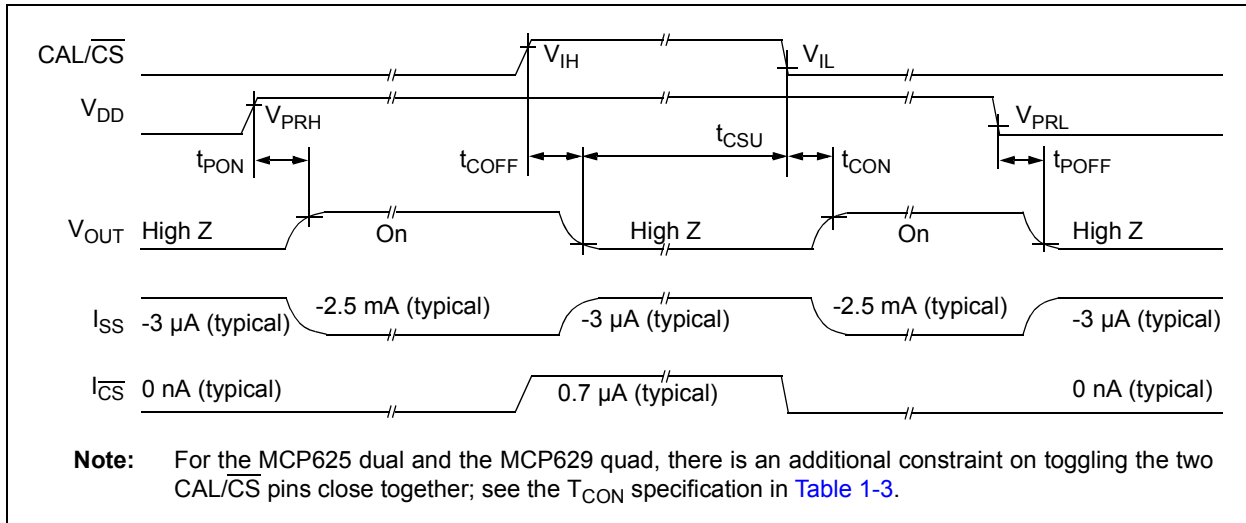 CAL/CS
V_IH
V_IL
V_DD
V_PRH
V_PRL
t_PON
t_COFF
t_CSU
t_CON
t_POFF
V_OUT
High Z
On
High Z
On
High Z
I_SS
-3 µA (typical)
-2.5 mA (typical)
-3 µA (typical)
-2.5 mA (typical)
-3 µA (typical)
I_CS
0 nA (typical)
0.7 µA (typical)
0 nA (typical)
Note: For the MCP625 dual and the MCP629 quad, there is an additional constraint on toggling the two
CAL/CS pins close together; see the T_CON specification in Table 1-3.